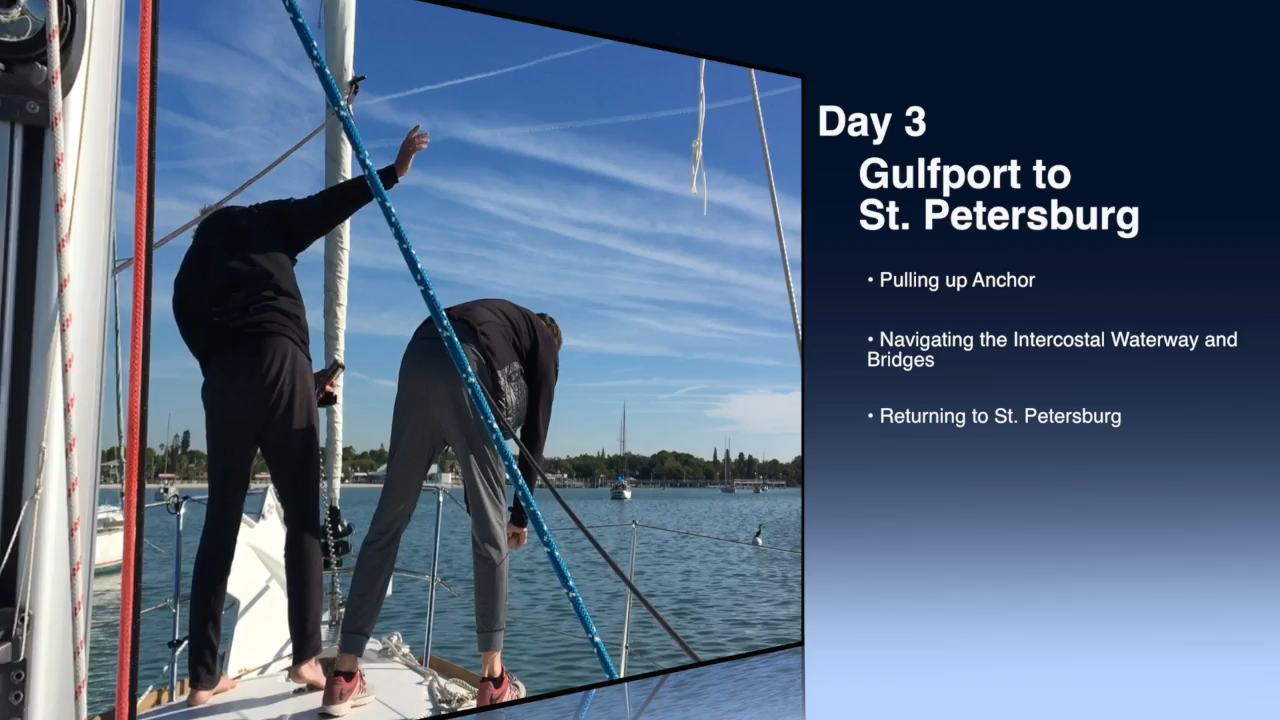 Day 3
Gulfport to
St. Petersburg
• Pulling up Anchor
• Navigating the Intercostal Waterway and
Bridges
• Returning to St. Petersburg